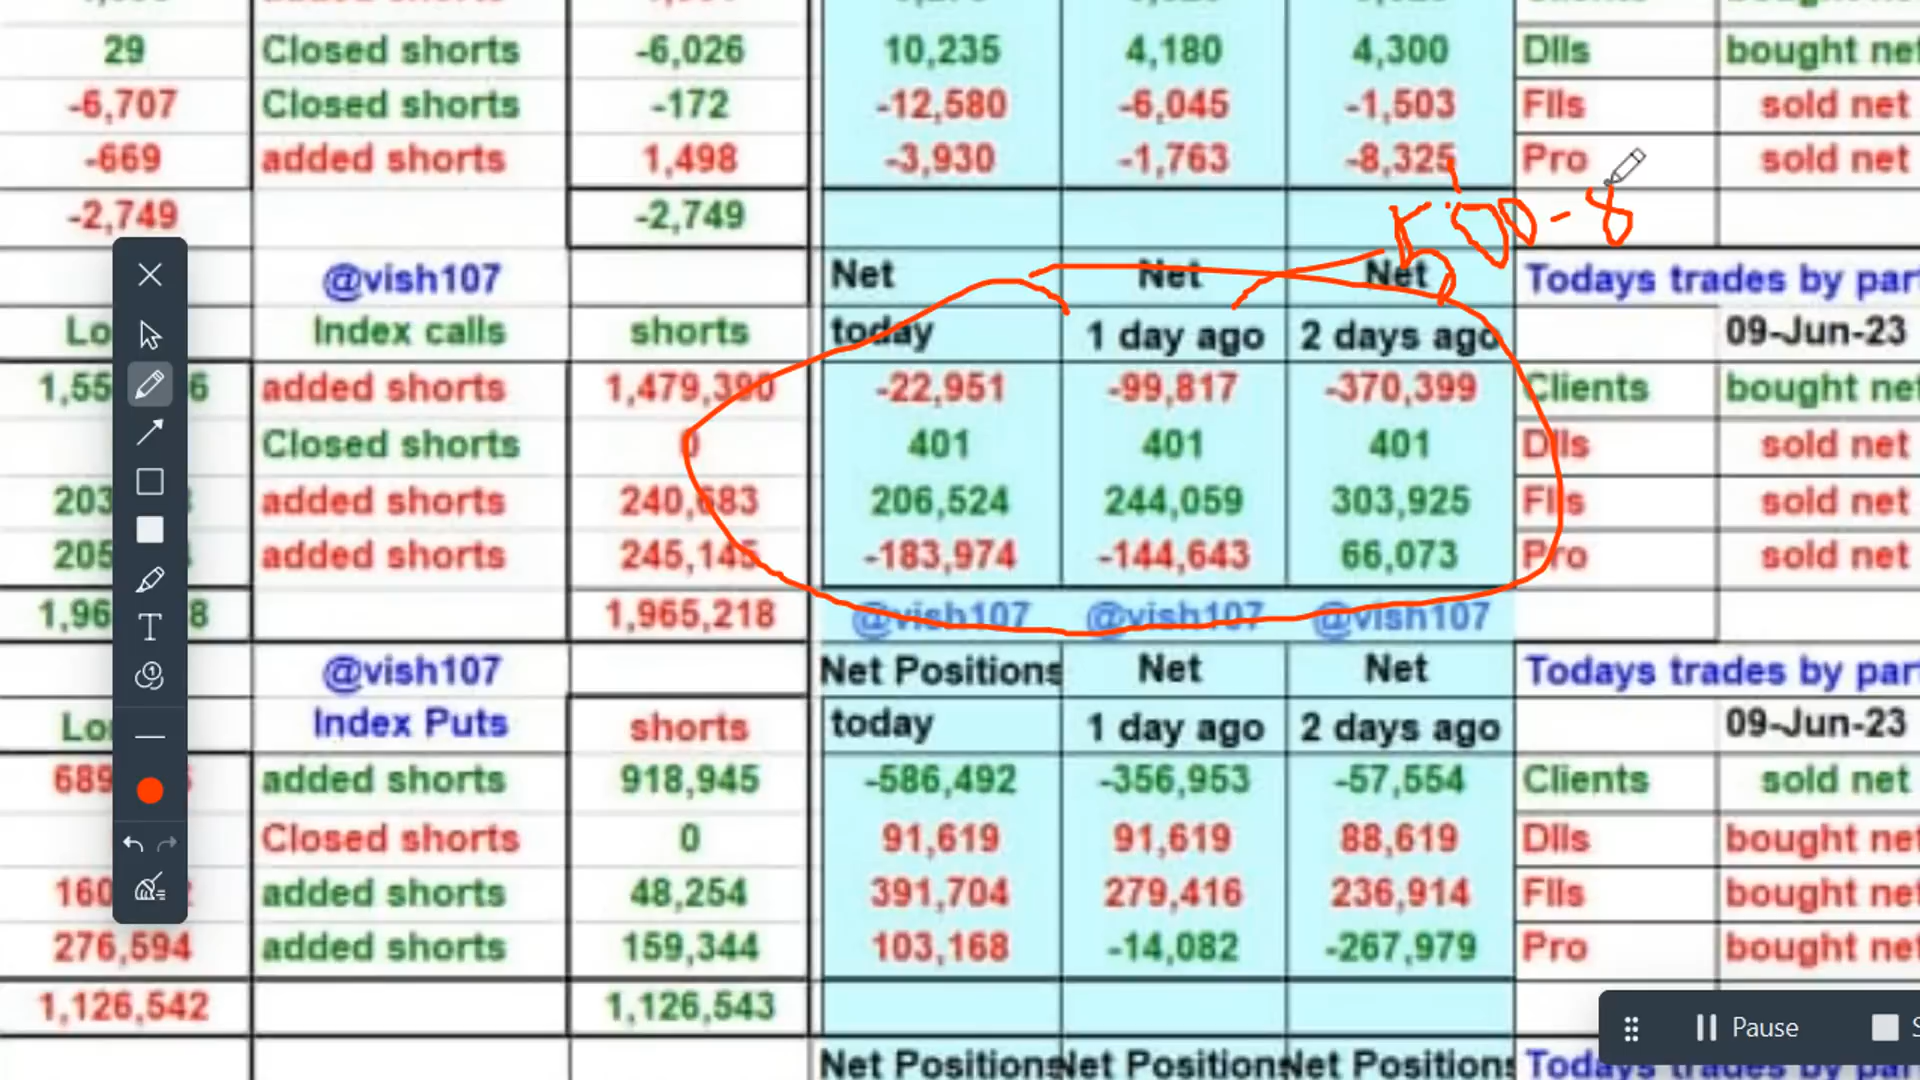 29 Closed shorts -6,026 10,235 4,180 4,300 DIIs bought net
-6,707 Closed shorts -172 -12,580 -6,045 -1,503 FIIs sold net
-669 added shorts 1,498 -3,930 -1,763 -8,325 Pro sold net
-2,749 -2,749
@vish107 Net Net Net Todays trades by
Index calls shorts today 1 day ago 2 days ago 09-Jun-23
added shorts 1,479,390 -22,951 -99,817 -370,399 Clients bought net
Closed shorts 0 401 401 401 DIIs sold net
added shorts 240,683 206,524 244,059 303,925 FIIs sold net
added shorts 245,145 -183,974 -144,643 66,073 Pro sold net
1,965,218 @vish107 @vish107 @vish107
@vish107 Net Positions Net Net Todays trades by
Index Puts shorts today 1 day ago 2 days ago 09-Jun-23
added shorts 918,945 -586,492 -356,953 -57,554 Clients sold net
Closed shorts 0 91,619 91,619 88,619 DIIs bought net
added shorts 48,254 391,704 279,416 236,914 FIIs bought net
276,594 added shorts 159,344 103,168 -14,082 -267,979 Pro bought net
1,126,542 1,126,543
Pause
Net Positions Net Positions Net Positions